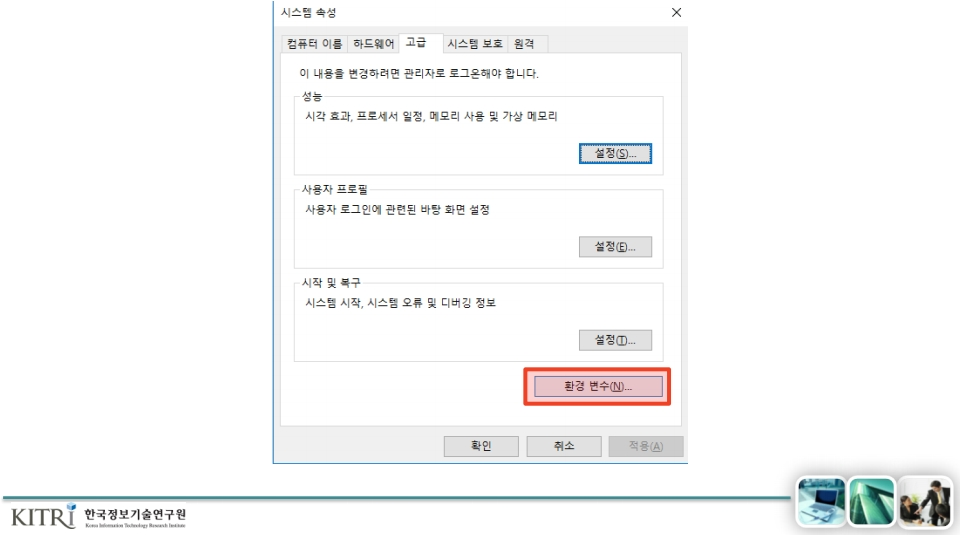 시스템 속성
컴퓨터 이름 하드웨어 고급 시스템 보호 원격
이 내용을 변경하려면 관리자로 로그온해야 합니다.
성능
시각 효과, 프로세서 일정, 메모리 사용 및 가상 메모리
설정(S)...
사용자 프로필
사용자 로그인에 관련된 바탕 화면 설정
설정(E)...
시작 및 복구
시스템 시작, 시스템 오류 및 디버깅 정보
설정(T)...
환경 변수(N)...
확인 취소 적용(A)
KITRI 한국정보기술연구원
Korea Information Technology Research Institute